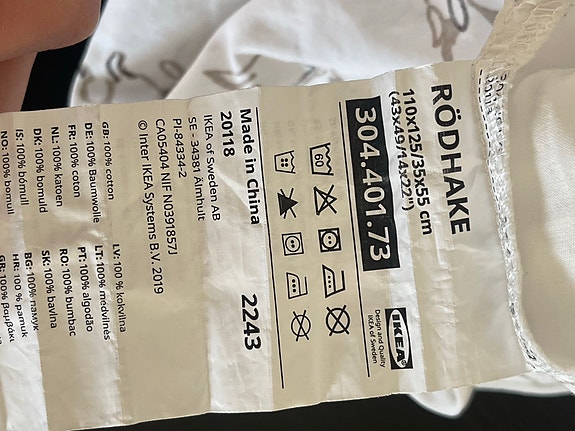 RÖDHAKE
110x125/35x55 cm
(43x49/14x22")
304.401.73
IKEA
Design and Quality
IKEA of Sweden
60
Made in China
20118
2243
IKEA of Sweden AB
SE - 34381 Älmhult
PI-84334-2
CA05404 NIF N0391857J
© Inter IKEA Systems B.V. 2019
GB: 100% cotton
DE: 100% Baumwolle
FR: 100% coton
NL: 100% katoen
DK: 100% bomuld
IS: 100% bómull
NO: 100% bomull
LV: 100 % kokvilna
LT: 100% medvilnės
PT: 100% algodão
RO: 100% bumbac
SK: 100% bavlna
BG: 100% памук
HR: 100 % pamuk
GR: 100% βαμβάκι